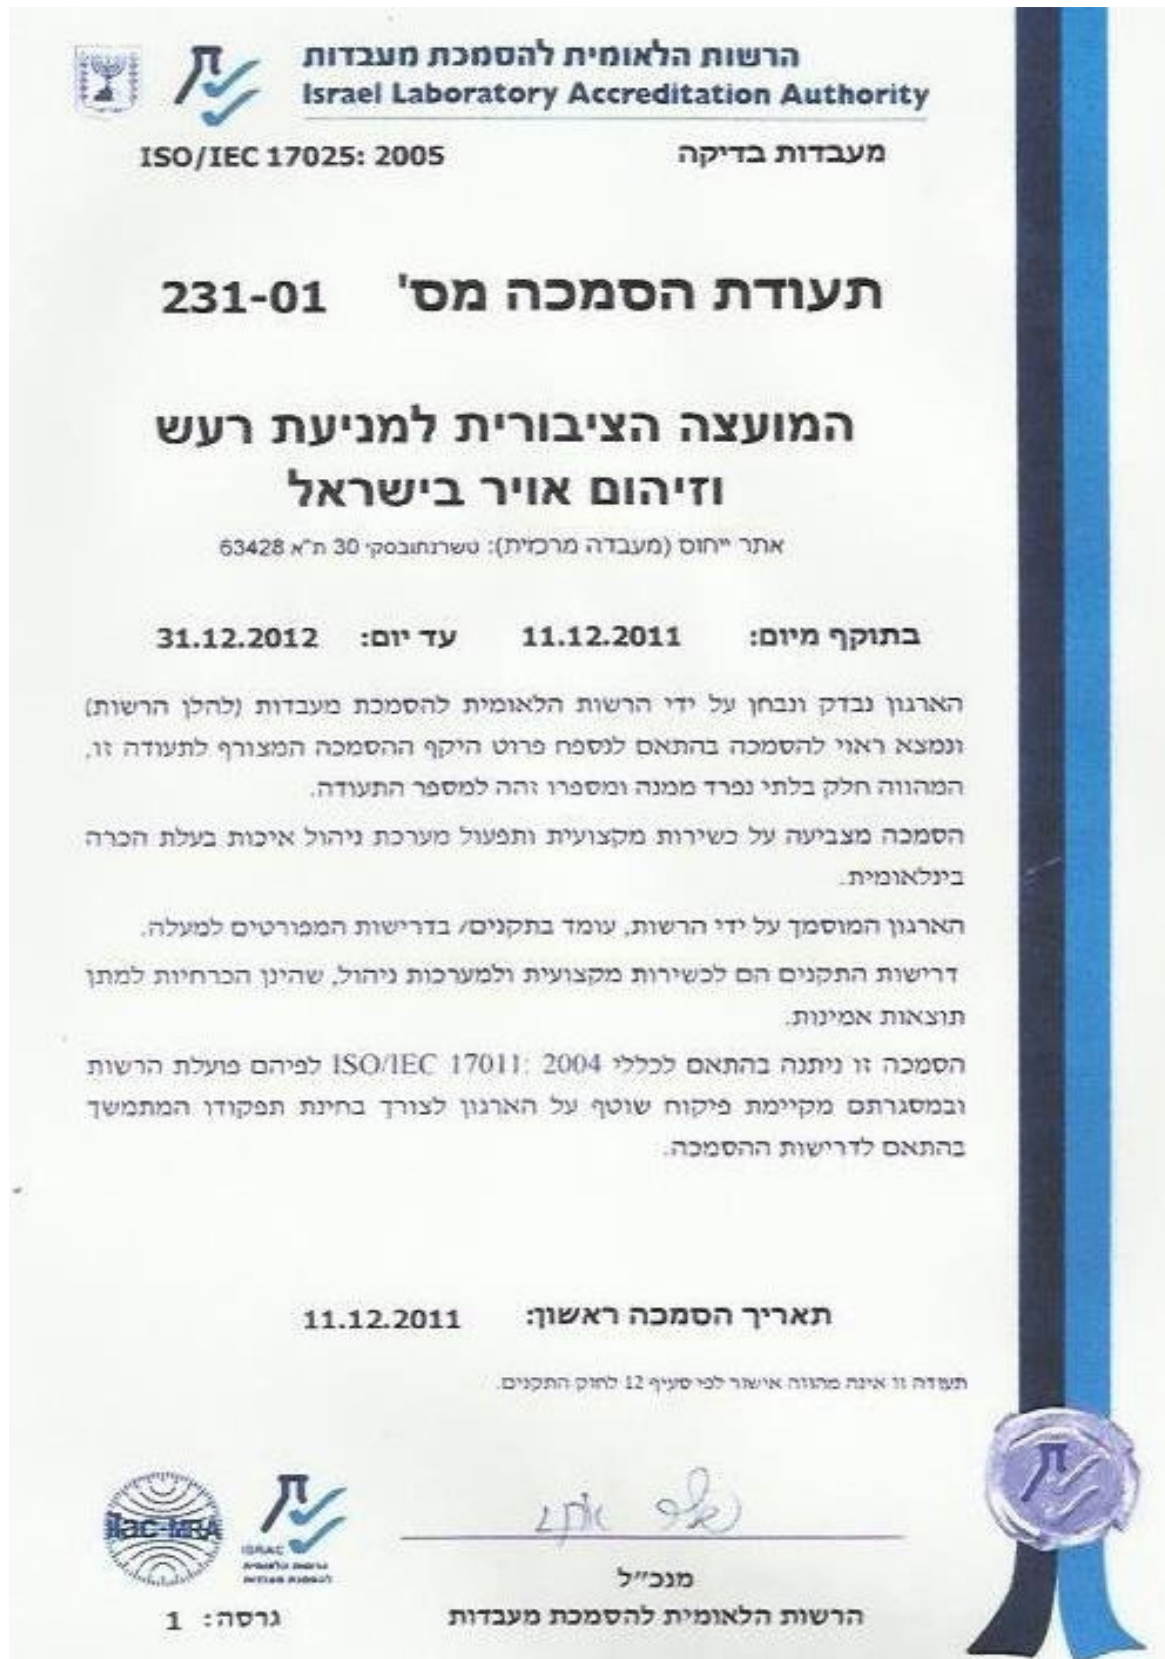 הרשות הלאומית להסמכת מעבדות
Israel Laboratory Accreditation Authority
מעבדות בדיקה ISO/IEC 17025: 2005
תעודת הסמכה מס' 231-01
המועצה הציבורית למניעת רעש
וזיהום אויר בישראל
אתר ייחוס (מעבדה מרכזית): טשרנחובסקי 30 ת"א 63428
בתוקף מיום: 11.12.2011 עד יום: 31.12.2012
הארגון נבדק ונבחן על ידי הרשות הלאומית להסמכת מעבדות (להלן הרשות)
ונמצא ראוי להסמכה בהתאם לנספח פרוט היקף ההסמכה המצורף לתעודה זו,
המהווה חלק בלתי נפרד ממנה ומספרו זהה למספר התעודה.
הסמכה מצביעה על כשירות מקצועית ותפעול מערכת ניהול איכות בעלת הכרה
בינלאומית.
הארגון המוסמך על ידי הרשות, עומד בתקנים/ בדרישות המפורטים למעלה.
דרישות התקנים הם לכשירות מקצועית ולמערכות ניהול, שהינן הכרחיות למתן
תוצאות אמינות.
הסמכה זו ניתנה בהתאם לכללי ISO/IEC 17011: 2004 לפיהם פועלת הרשות
ובמסגרתם מקיימת פיקוח שוטף על הארגון לצורך בחינת תפקודו המתמשך
בהתאם לדרישות ההסמכה.
תאריך הסמכה ראשון: 11.12.2011
תעודה זו אינה מהווה אישור לפי סעיף 12 לחוק התקנים.
מנכ"ל
הרשות הלאומית להסמכת מעבדות
ilac-MRA
ISRAC
הרשות הלאומית
להסמכת מעבדות
גרסה: 1